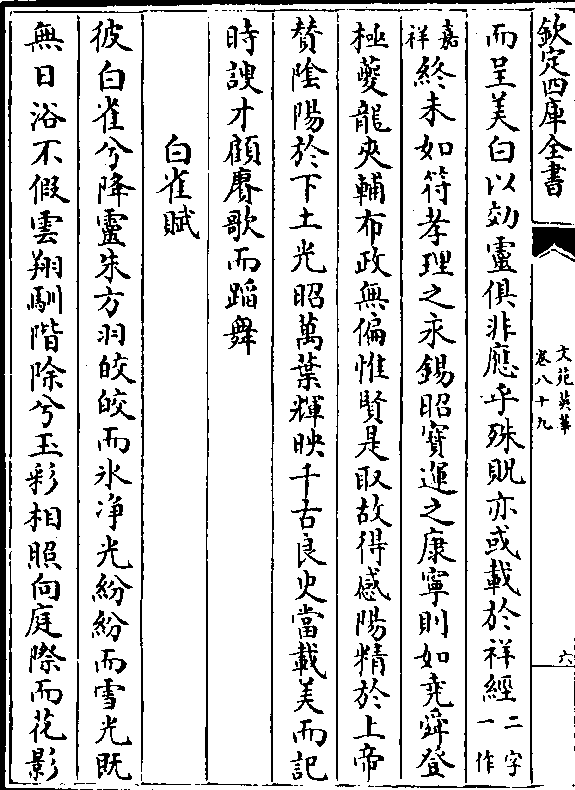 欽定四庫全書
文苑英華
卷八十九
六
而呈美白以効靈俱非應乎殊貺亦或載於祥經二字一作
嘉祥終未如符孝理之永錫昭寳運之康寧則如堯舜登
極夔龍夾輔布政無偏惟賢是取故得感陽精於上帝
賛陰陽於下土光昭萬葉輝映千古良史當載美而記
時謏才願賡歌而蹈舞
白雀賦
彼白雀兮降靈朱方羽皎皎而氷净光紛紛而雪光既
無日浴不假雲翔馴階除兮玉彩相照向庭際而花影